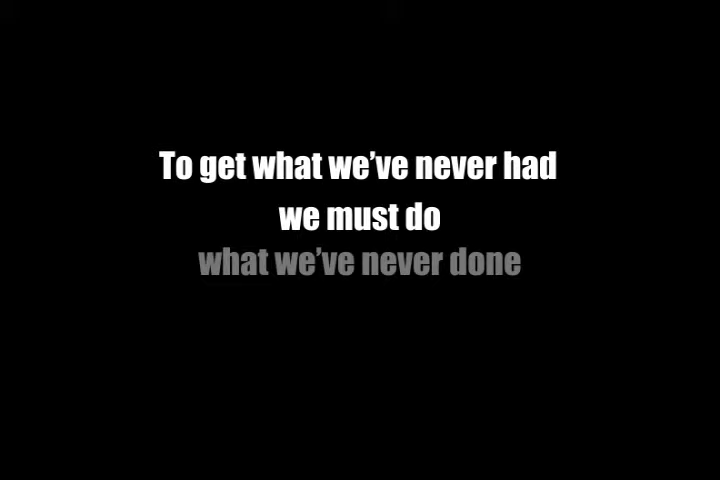 To get what we’ve never had
we must do
what we’ve never done